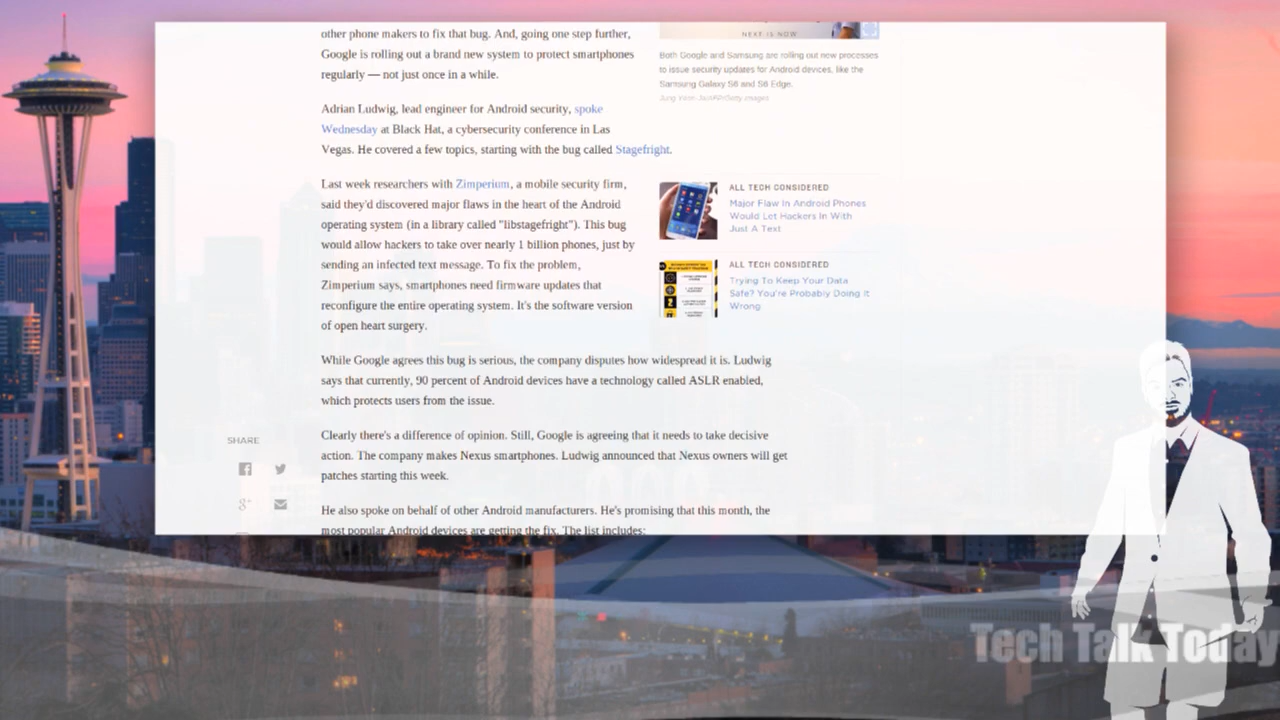 other phone makers to fix that bug. And, going one step further,
Google is rolling out a brand new system to protect smartphones
regularly — not just once in a while.
Adrian Ludwig, lead engineer for Android security, spoke
Wednesday at Black Hat, a cybersecurity conference in Las
Vegas. He covered a few topics, starting with the bug called Stagefright.
Last week researchers with Zimperium, a mobile security firm,
said they'd discovered major flaws in the heart of the Android
operating system (in a library called "libstagefright"). This bug
would allow hackers to take over nearly 1 billion phones, just by
sending an infected text message. To fix the problem,
Zimperium says, smartphones need firmware updates that
reconfigure the entire operating system. It's the software version
of open heart surgery.
While Google agrees this bug is serious, the company disputes how widespread it is. Ludwig
says that currently, 90 percent of Android devices have a technology called ASLR enabled,
which protects users from the issue.
Clearly there's a difference of opinion. Still, Google is agreeing that it needs to take decisive
action. The company makes Nexus smartphones. Ludwig announced that Nexus owners will get
patches starting this week.
He also spoke on behalf of other Android manufacturers. He's promising that this month, the
most popular Android devices are getting the fix. The list includes:
NEXT IS NOW
Both Google and Samsung are rolling out new processes
to issue security updates for Android devices, like the
Samsung Galaxy S6 and S6 Edge.
ALL TECH CONSIDERED
Major Flaw In Android Phones
Would Let Hackers In With
Just A Text
ALL TECH CONSIDERED
Trying To Keep Your Data
Safe? You're Probably Doing It
Wrong
SHARE
Tech Talk Today